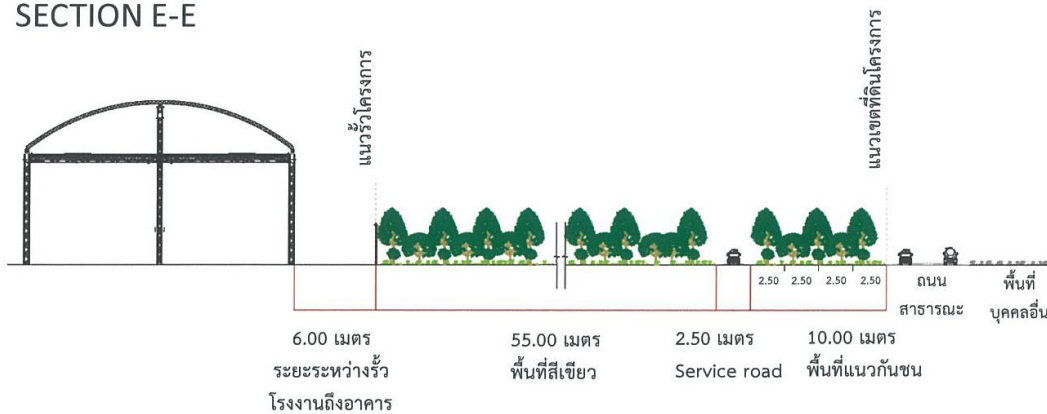 SECTION E-E
แนวรั้วโครงการ
แนวเขตที่ดินโครงการ
2.50 2.50 2.50 2.50
ถนน
สาธารณะ
พื้นที่
บุคคลอื่น
6.00 เมตร
ระยะระหว่างรั้ว
โรงงานถึงอาคาร
55.00 เมตร
พื้นที่สีเขียว
2.50 เมตร
Service road
10.00 เมตร
พื้นที่แนวกันชน